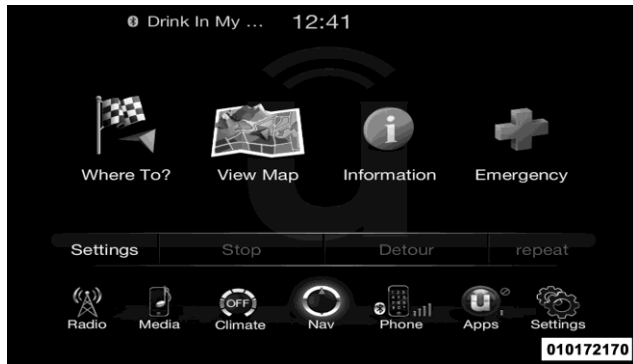 Drink In My ... 12:41
Where To? View Map Information Emergency
Settings Stop Detour repeat
OFF
Radio Media Climate Nav Phone Apps Settings
010172170